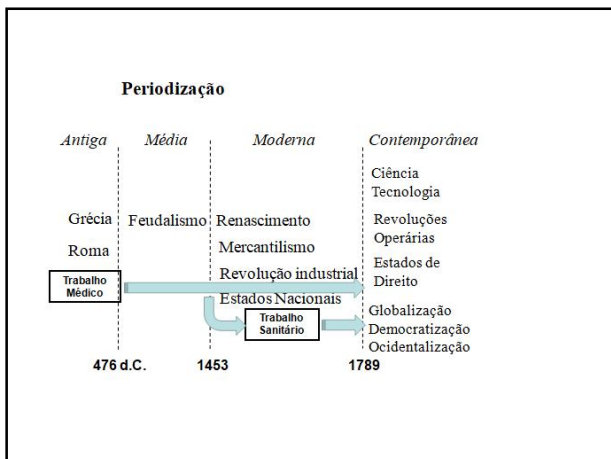 Periodização
Antiga Média Moderna Contemporânea
Ciência
Tecnologia
Grécia Feudalismo Renascimento Revoluções
Operárias
Roma Mercantilismo
Estados de
Direito
Trabalho
Médico
Revolução industrial
Estados Nacionais
Trabalho
Sanitário
Globalização
Democratização
Ocidentalização
476 d.C. 1453 1789